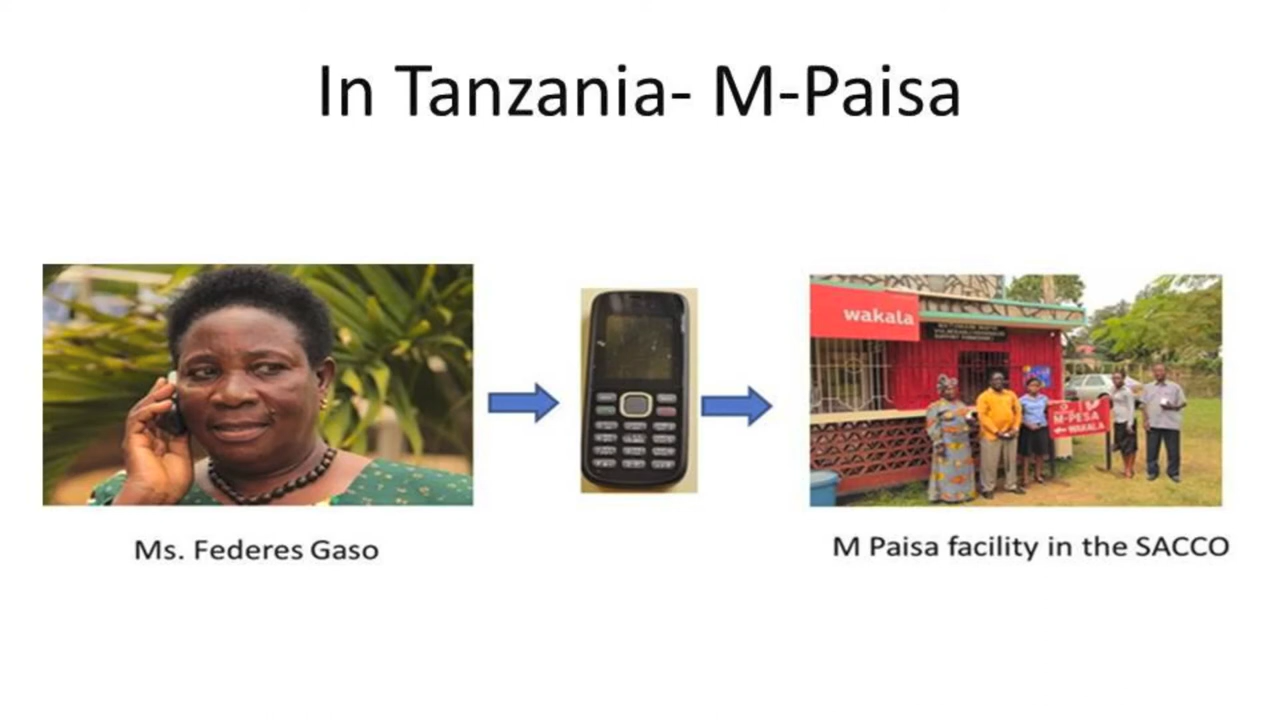 In Tanzania- M-Paisa
wakala
M-PESA
WAKALA
Ms. Federes Gaso
M Paisa facility in the SACCO